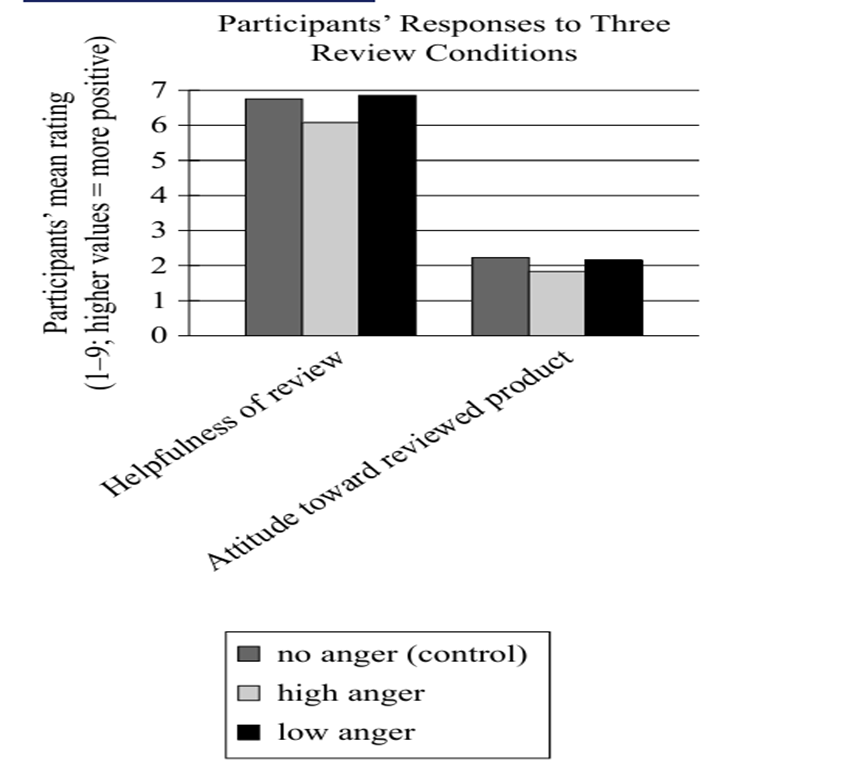 Participants’ Responses to Three
Review Conditions
Participants’ mean rating
(1–9; higher values = more positive)
7
6
5
4
3
2
1
0
Helpfulness of review
Attitude toward reviewed product
no anger (control)
high anger
low anger